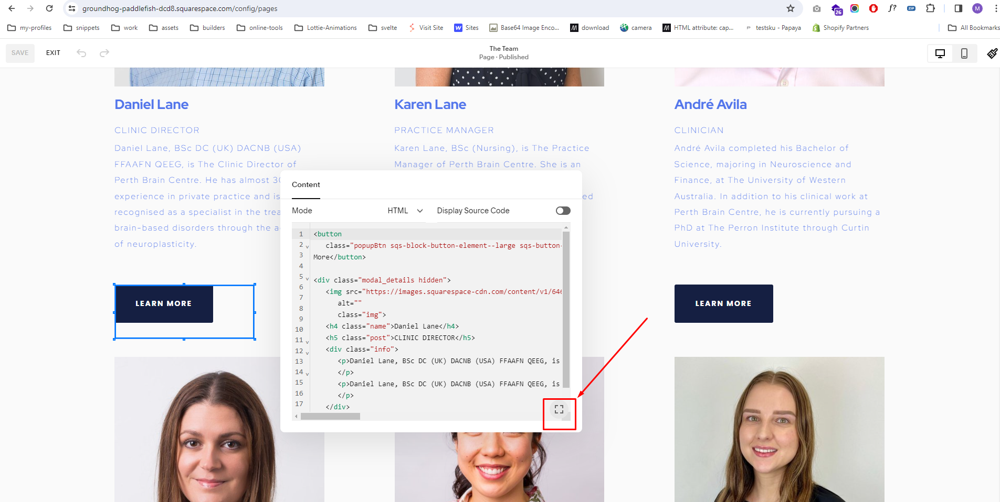 groundhog-paddlefish-dcd8.squarespace.com/config/pages
26
f?
ZIP
M
my-profiles
snippets
work
assets
builders
online-tools
Lottie-Animations
svelte
Visit Site
W Sites
Base64 Image Enco...
M download
camera
M HTML attribute: cap...
P testsku - Papaya
Shopify Partners
All Bookmarks
SAVE
EXIT
The Team
Page · Published
Daniel Lane
CLINIC DIRECTOR
Daniel Lane, BSc DC (UK) DACNB (USA)
FFAAFN QEEG, is The Clinic Director of
Perth Brain Centre. He has almost 30
experience in private practice and is
recognised as a specialist in the trea
brain-based disorders through the a
of neuroplasticity.
LEARN MORE
Karen Lane
PRACTICE MANAGER
Karen Lane, BSc (Nursing), is The Practice
Manager of Perth Brain Centre. She is an
ed
André Avila
CLINICIAN
André Avila completed his Bachelor of
Science, majoring in Neuroscience and
Finance, at The University of Western
Australia. In addition to his clinical work at
Perth Brain Centre, he is currently pursuing a
PhD at The Perron Institute through Curtin
University.
LEARN MORE
Content
Mode
HTML
Display Source Code
1 <button
2 class="popupBtn sqs-block-button-element--large sqs-button-
3 More</button>
4
5 <div class="modal_details hidden">
6 <img src="https://images.squarespace-cdn.com/content/v1/646
7 alt=""
8 class="img">
9 <h4 class="name">Daniel Lane</h4>
10 <h5 class="post">CLINIC DIRECTOR</h5>
11 <div class="info">
12 <p>Daniel Lane, BSc DC (UK) DACNB (USA) FFAAFN QEEG, is
13 </p>
14 <p>Daniel Lane, BSc DC (UK) DACNB (USA) FFAAFN QEEG, is
15 </p>
16 </div>
17